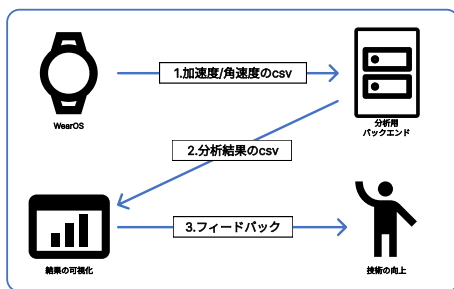 1.加速度/角速度のcsv
WearOS
分析用
バックエンド
2.分析結果のcsv
3.フィードバック
結果の可視化
技術の向上